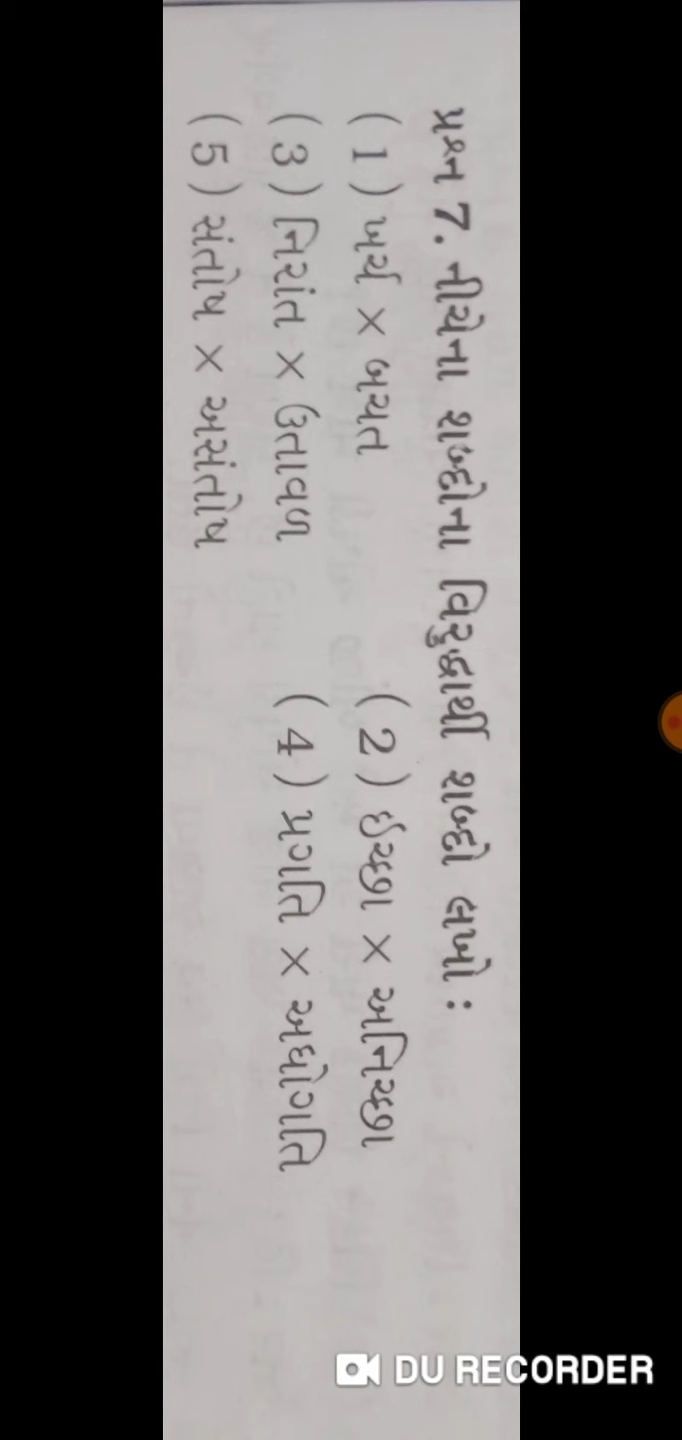 પ્રશ્ન 7. નીચેના શબ્દોના વિરુદ્ધાર્થી શબ્દો લખો :
( 1 ) ખર્ચ × બચત ( 2 ) ઇચ્છા × અનિચ્છા
( 3 ) નિરાંત × ઉતાવળ ( 4 ) પ્રગતિ × અધોગતિ
( 5 ) સંતોષ × અસંતોષ
DU RECORDER